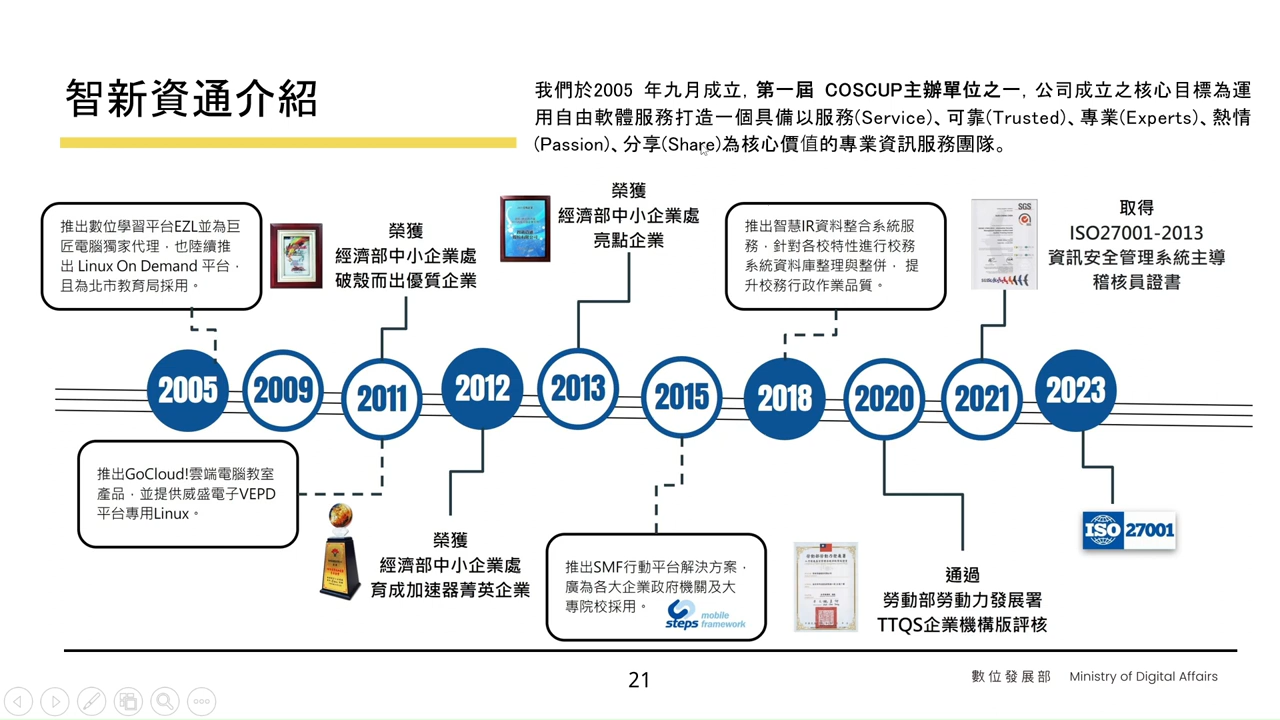 智新資通介紹
我們於2005 年九月成立, 第一屆 COSCUP主辦單位之一, 公司成立之核心目標為運
用自由軟體服務打造一個具備以服務(Service)、可靠(Trusted)、專業(Experts)、熱情
(Passion)、分享(Share)為核心價值的專業資訊服務團隊。
推出數位學習平台EZL並為巨
匠電腦獨家代理，也陸續推
出 Linux On Demand 平台，
且為北市教育局採用。
榮獲
經濟部中小企業處
破殼而出優質企業
榮獲
經濟部中小企業處
亮點企業
推出智慧IR資料整合系統服
務，針對各校特性進行校務
系統資料庫整理與整併， 提
升校務行政作業品質。
SGS
取得
ISO27001-2013
資訊安全管理系統主導
稽核員證書
2005
2009
2011
2012
2013
2015
2018
2020
2021
2023
推出GoCloud!雲端電腦教室
產品，並提供威盛電子VEPD
平台專用Linux。
榮獲
經濟部中小企業處
育成加速器菁英企業
推出SMF行動平台解決方案，
廣為各大企業政府機關及大
專院校採用。
steps mobile
framework
通過
勞動部勞動力發展署
TTQS企業機構版評核
ISO 27001
21
數位發展部 Ministry of Digital Affairs